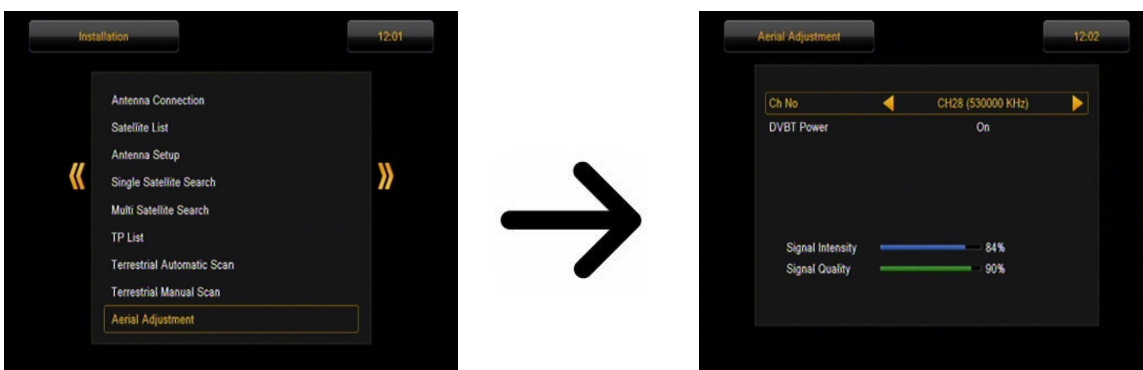 Installation
12:01
Antenna Connection
Satellite List
Antenna Setup
Single Satellite Search
Multi Satellite Search
TP List
Terrestrial Automatic Scan
Terrestrial Manual Scan
Aerial Adjustment
Aerial Adjustment
12:02
Ch No CH28 (530000 KHz)
DVBT Power On
Signal Intensity 84%
Signal Quality 90%